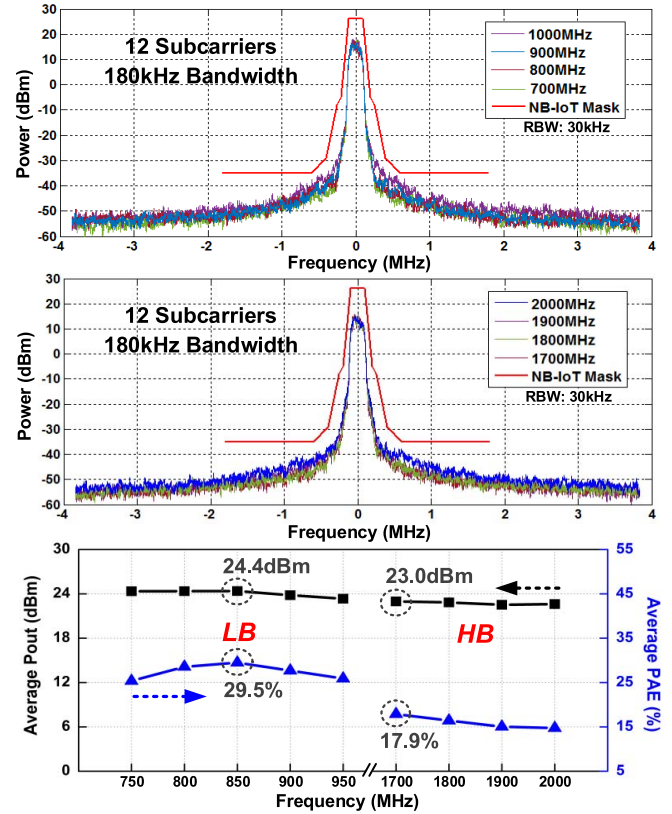 30
20
10
0
-10
-20
-30
-40
-50
-60
Power (dBm)
12 Subcarriers
180kHz Bandwidth
1000MHz
900MHz
800MHz
700MHz
NB-IoT Mask
RBW: 30kHz
-4 -3 -2 -1 0 1 2 3 4
Frequency (MHz)
30
20
10
0
-10
-20
-30
-40
-50
-60
Power (dBm)
12 Subcarriers
180kHz Bandwidth
2000MHz
1900MHz
1800MHz
1700MHz
NB-IoT Mask
RBW: 30kHz
-4 -3 -2 -1 0 1 2 3 4
Frequency (MHz)
30
24
18
12
6
0
Average Pout (dBm)
24.4dBm
23.0dBm
LB
HB
29.5%
17.9%
55
45
35
25
15
5
Average PAE (%)
750 800 850 900 950 // 1700 1800 1900 2000
Frequency (MHz)